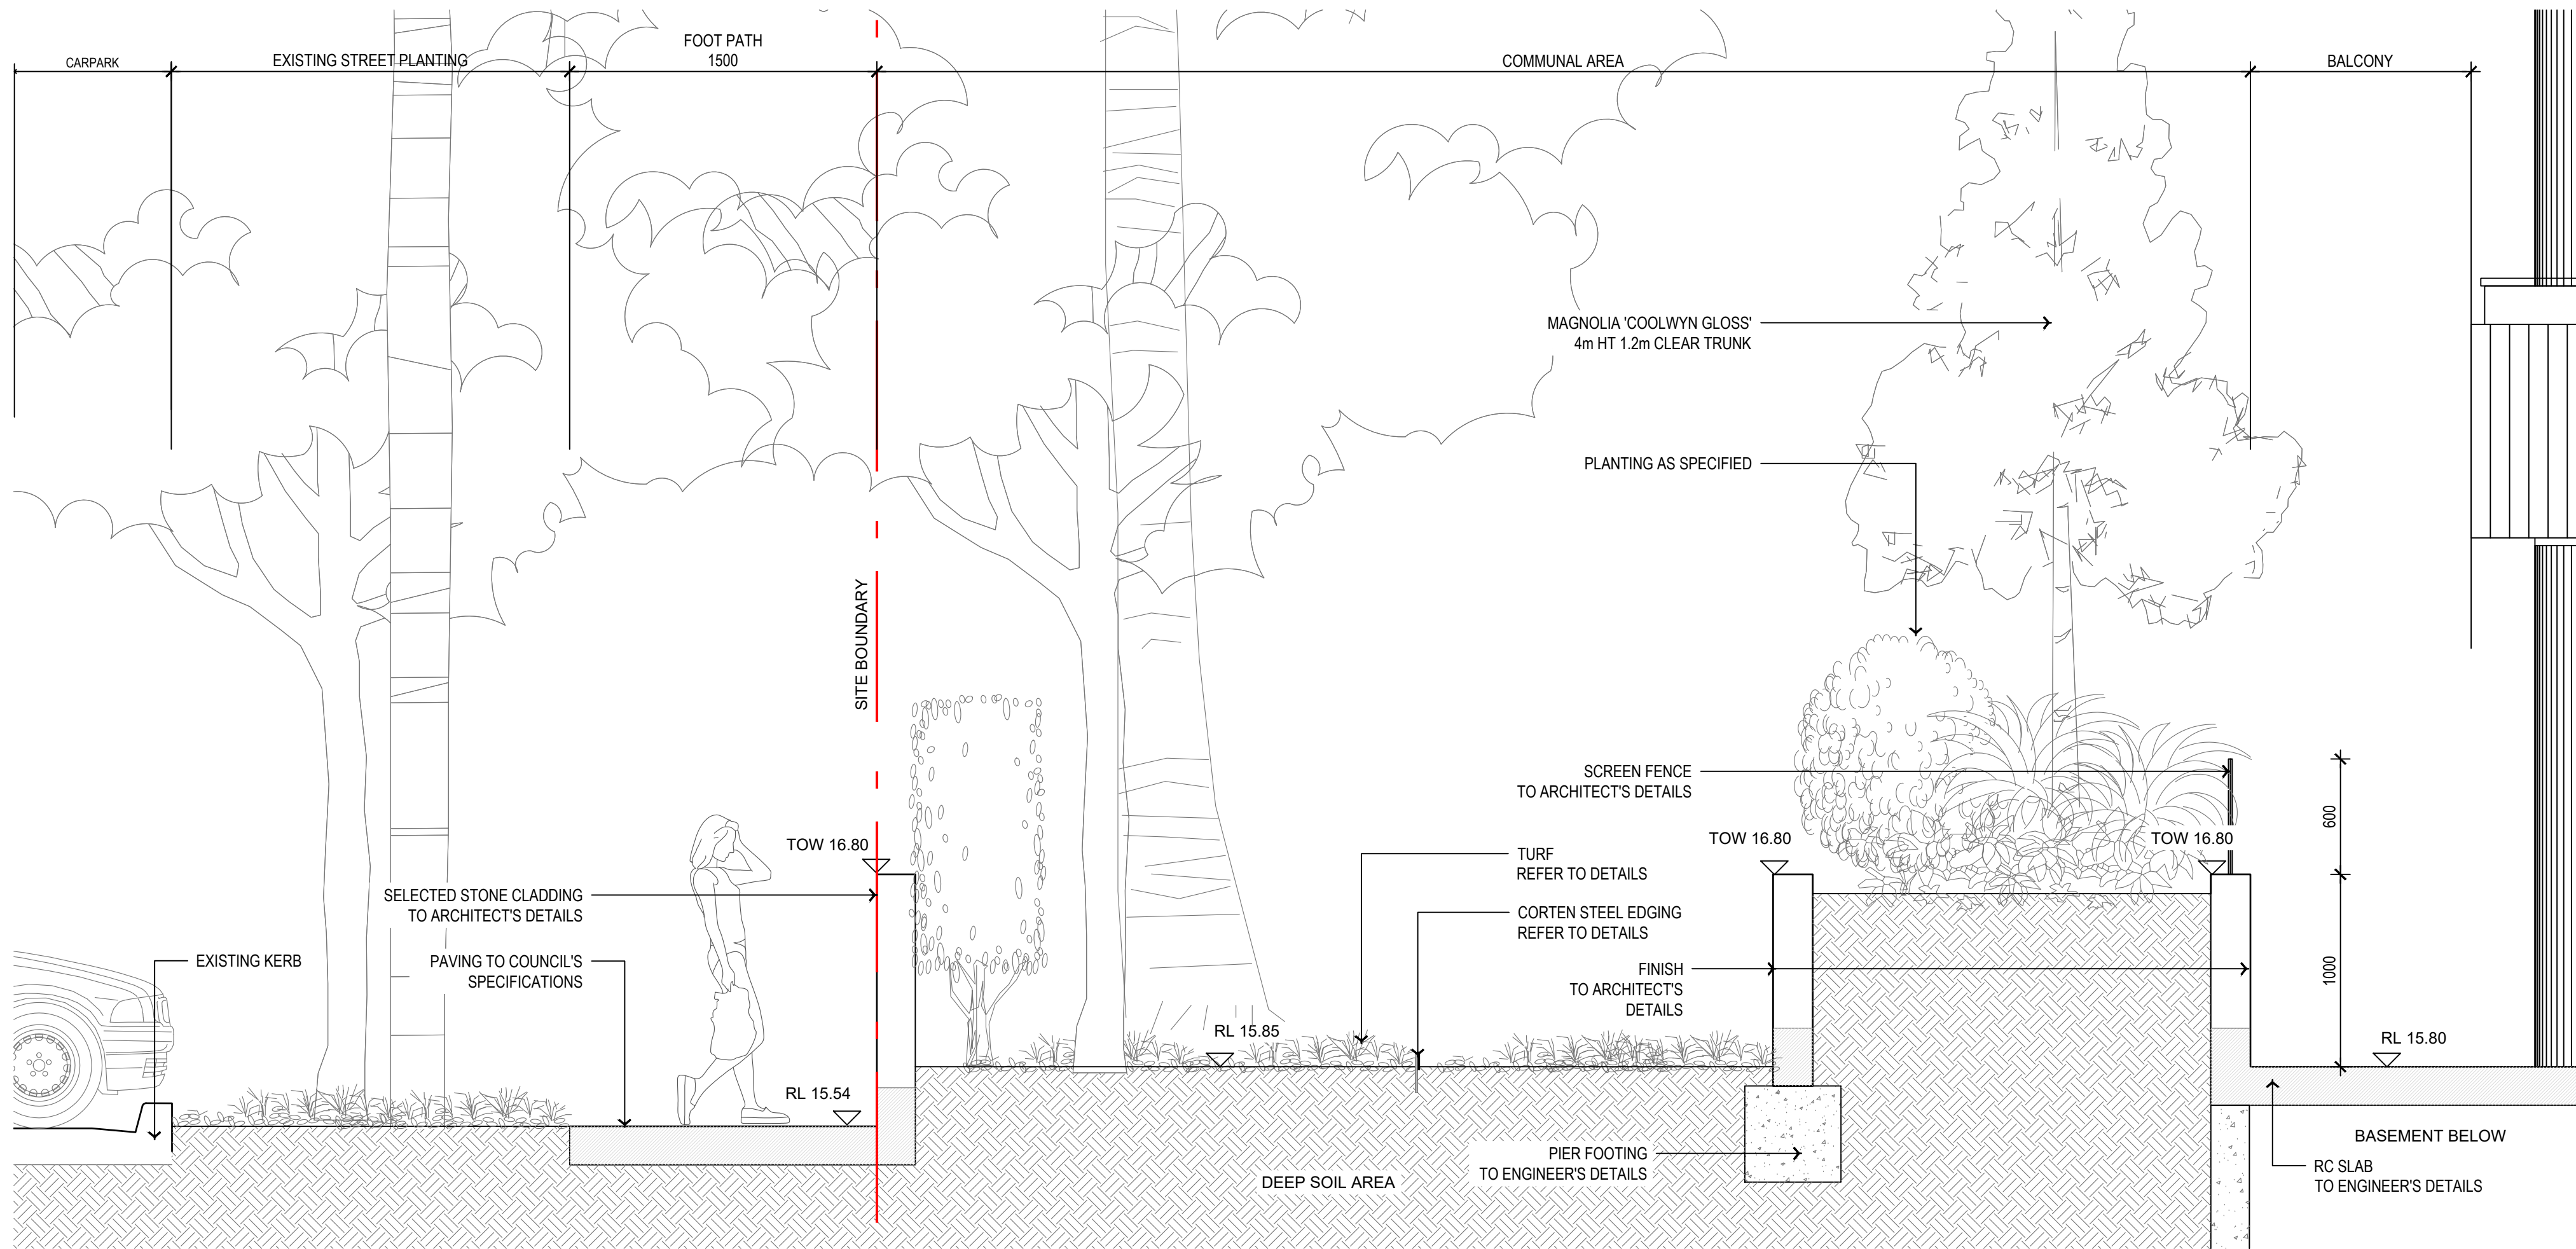 CARPARK
EXISTING STREET PLANTING
FOOT PATH
1500
COMMUNAL AREA
BALCONY
MAGNOLIA 'COOLWYN GLOSS'
4m HT 1.2m CLEAR TRUNK
PLANTING AS SPECIFIED
SITE BOUNDARY
SCREEN FENCE
TO ARCHITECT'S DETAILS
600
TOW 16.80
TOW 16.80
TOW 16.80
TURF
REFER TO DETAILS
SELECTED STONE CLADDING
TO ARCHITECT'S DETAILS
CORTEN STEEL EDGING
REFER TO DETAILS
EXISTING KERB
PAVING TO COUNCIL'S
SPECIFICATIONS
FINISH
TO ARCHITECT'S
DETAILS
1000
RL 15.85
RL 15.80
RL 15.54
BASEMENT BELOW
PIER FOOTING
TO ENGINEER'S DETAILS
DEEP SOIL AREA
RC SLAB
TO ENGINEER'S DETAILS